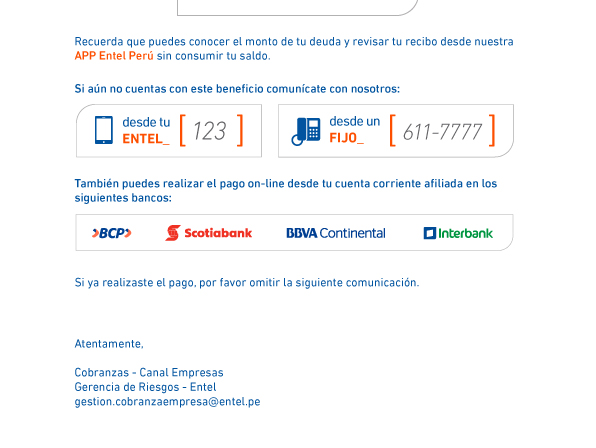 Recuerda que puedes conocer el monto de tu deuda y revisar tu recibo desde nuestra
APP Entel Perú sin consumir tu saldo.
Si aún no cuentas con este beneficio comunícate con nosotros:
desde tu
ENTEL_ [ 123 ]
desde un
FIJO_ [ 611-7777 ]
También puedes realizar el pago on-line desde tu cuenta corriente afiliada en los
siguientes bancos:
BCP Scotiabank BBVA Continental Interbank
Si ya realizaste el pago, por favor omitir la siguiente comunicación.
Atentamente,
Cobranzas - Canal Empresas
Gerencia de Riesgos - Entel
gestion.cobranzaempresa@entel.pe